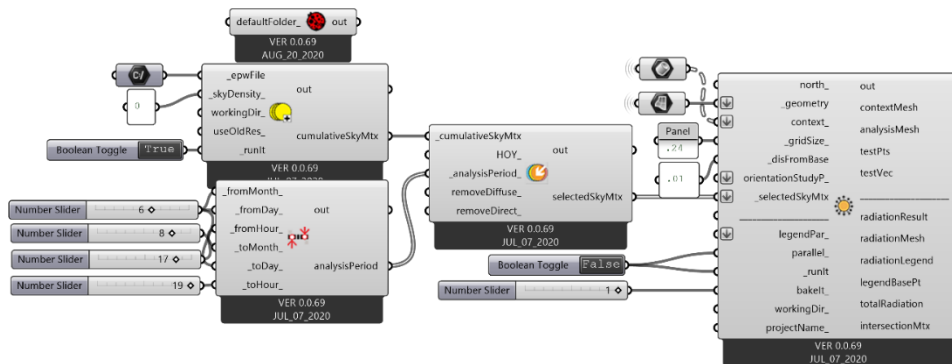 defaultFolder_ out
VER 0.0.69
AUG_20_2020
C/
_epwFile
out
_skyDensity_
0
workingDir_
useOldRes_
cumulativeSkyMtx
Boolean Toggle True
_runIt
VER 0.0.69
JUL_07_2020
_fromMonth_
_fromDay_
out
_fromHour_
_toMonth_
_toDay_
analysisPeriod
_toHour_
VER 0.0.69
JUL_07_2020
Number Slider 6
Number Slider 8
Number Slider 17
Number Slider 19
_cumulativeSkyMtx
HOY_
out
_analysisPeriod_
removeDiffuse_
selectedSkyMtx
removeDirect_
VER 0.0.69
JUL_07_2020
Panel
.24
.01
Boolean Toggle False
Number Slider 1
north_
out
_geometry
contextMesh
context_
analysisMesh
_gridSize_
testPts
_disFromBase
testVec
orientationStudyP_
_selectedSkyMtx
radiationResult
legendPar_
radiationMesh
parallel_
radiationLegend
_runIt
legendBasePt
bakeIt_
totalRadiation
workingDir_
intersectionMtx
projectName_
VER 0.0.69
JUL_07_2020